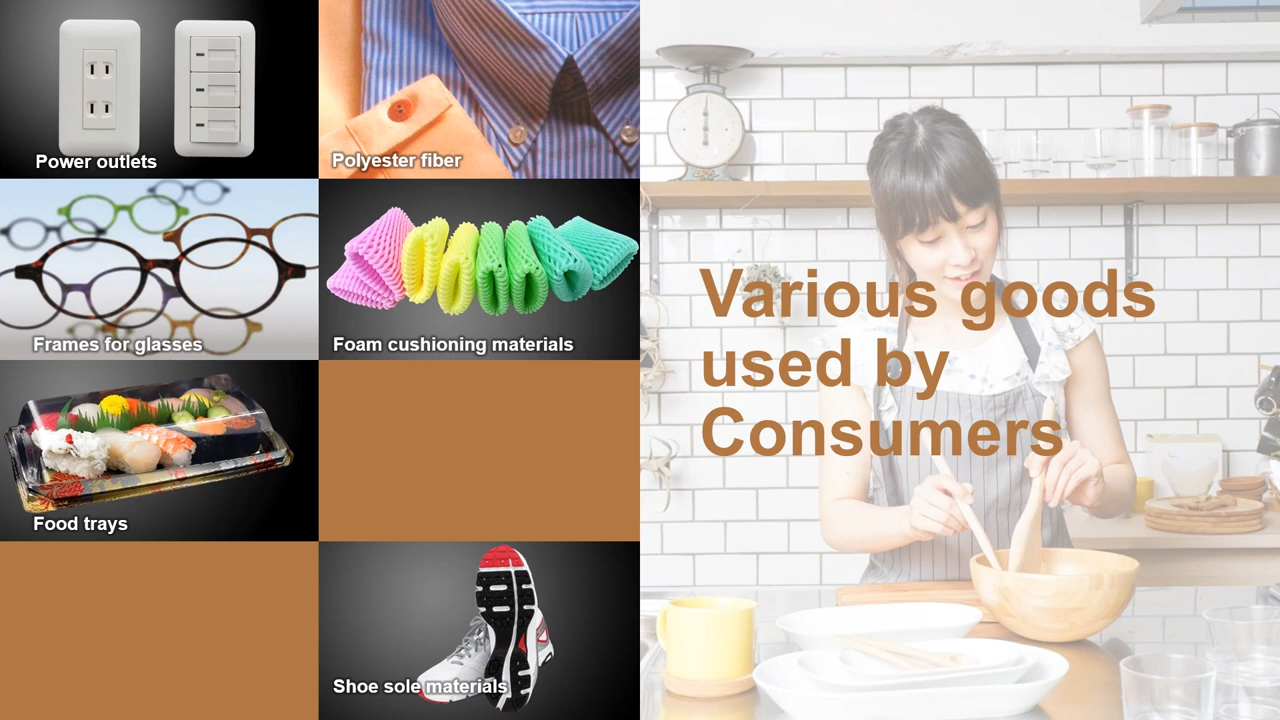 Power outlets
Polyester fiber
Frames for glasses
Foam cushioning materials
Food trays
Shoe sole materials
Various goods
used by
Consumers